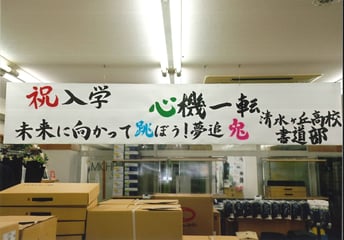 祝入学
心機一転
未来に向かって跳ぼう!夢追兎
清水ヶ丘高校
書道部